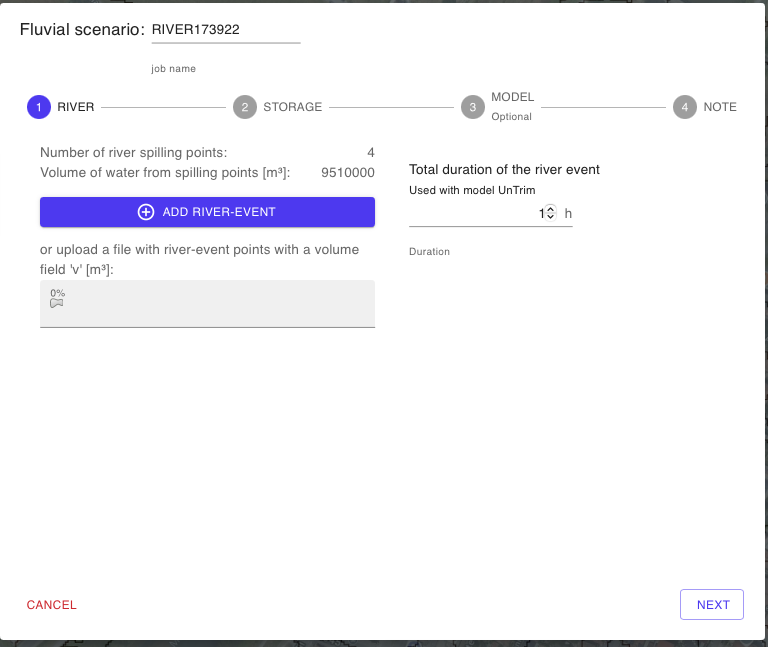 Fluvial scenario: RIVER173922
job name
1 RIVER 2 STORAGE 3 MODEL Optional 4 NOTE
Number of river spilling points: 4
Volume of water from spilling points [m³]: 9510000
ADD RIVER-EVENT
or upload a file with river-event points with a volume
field 'v' [m³]:
0%
Total duration of the river event
Used with model UnTrim
1 h
Duration
CANCEL
NEXT